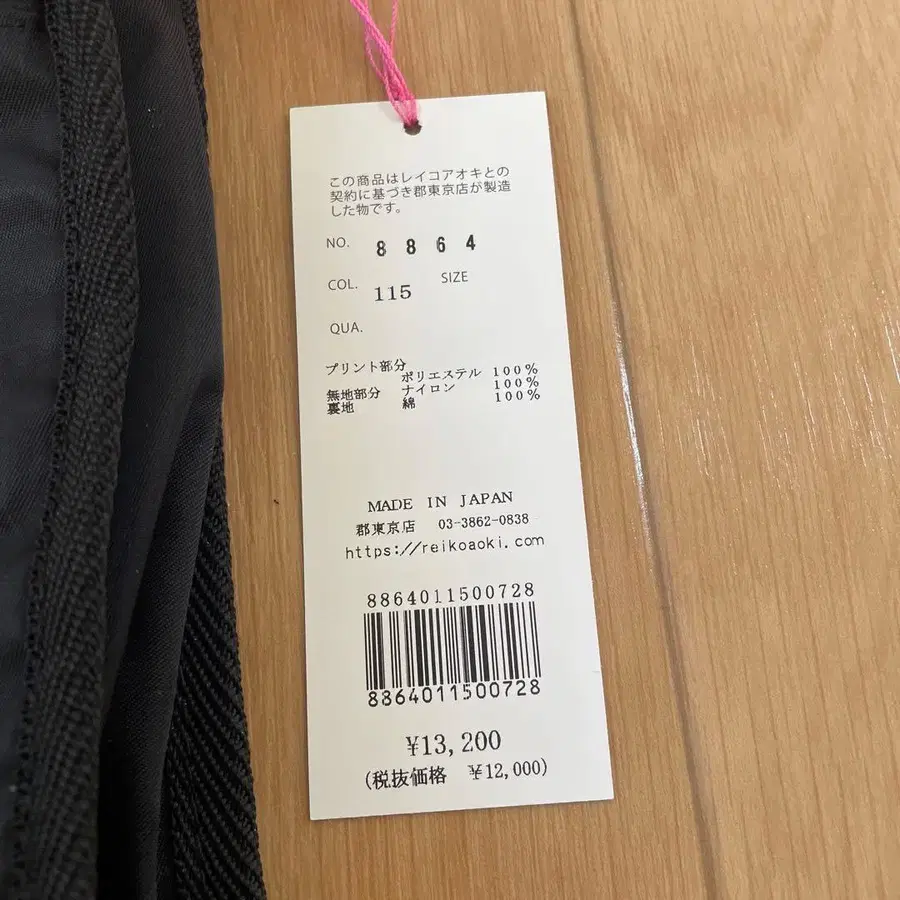 この商品はレイコアオキとの
契約に基づき郡東京店が製造
した物です。
NO. 8864
COL. 115 SIZE
QUA.
プリント部分
ポリエステル 100%
無地部分 ナイロン 100%
裏地 綿 100%
MADE IN JAPAN
郡東京店 03-3862-0838
https://reikoaoki.com
8864011500728
8864011500728
¥13,200
(税抜価格 ¥12,000)